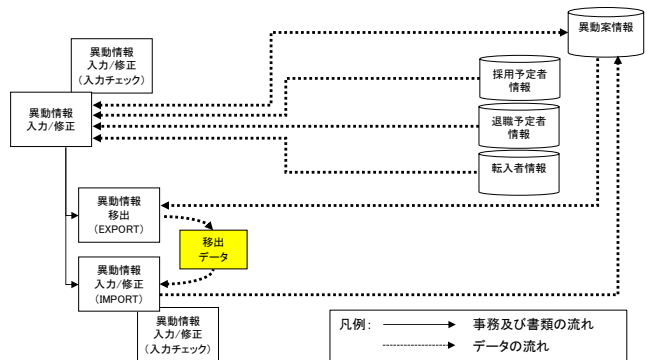 異動案情報
異動情報
入力/修正
(入力チェック)
採用予定者
情報
異動情報
入力/修正
退職予定者
情報
転入者情報
異動情報
移出
(EXPORT)
移出
データ
異動情報
入力/修正
(IMPORT)
異動情報
入力/修正
(入力チェック)
凡例:
事務及び書類の流れ
データの流れ